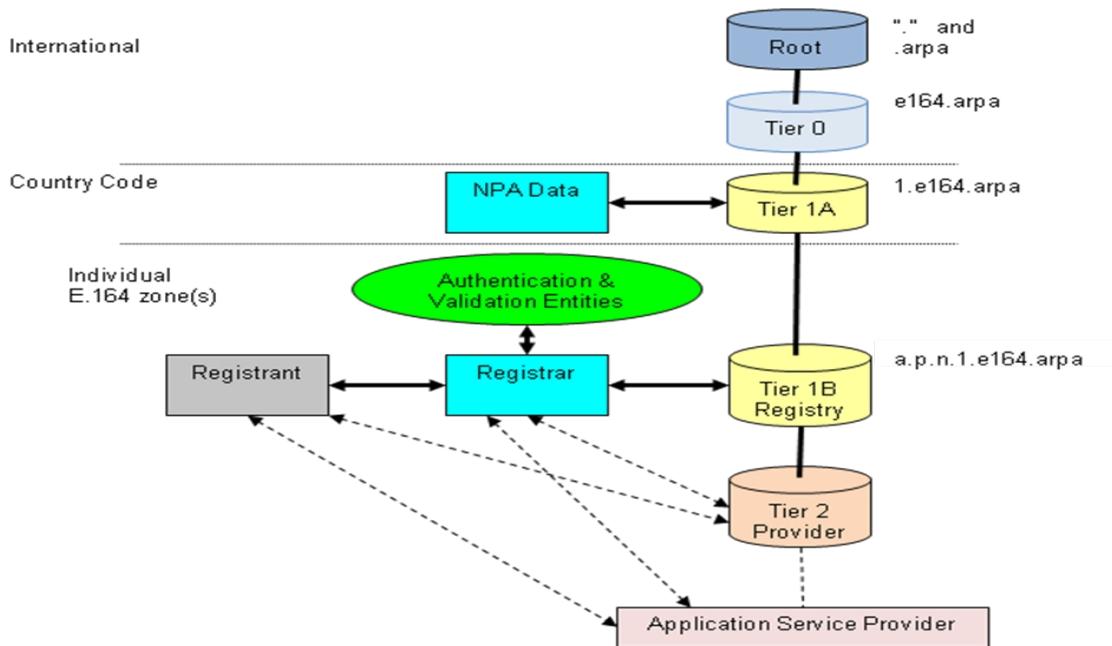 "." and
.arpa
International
Root
e164.arpa
Tier 0
Country Code
NPA Data
1.e164.arpa
Tier 1A
Individual
E.164 zone(s)
Authentication &
Validation Entities
a.p.n.1.e164.arpa
Registrant
Registrar
Tier 1B
Registry
Tier 2
Provider
Application Service Provider